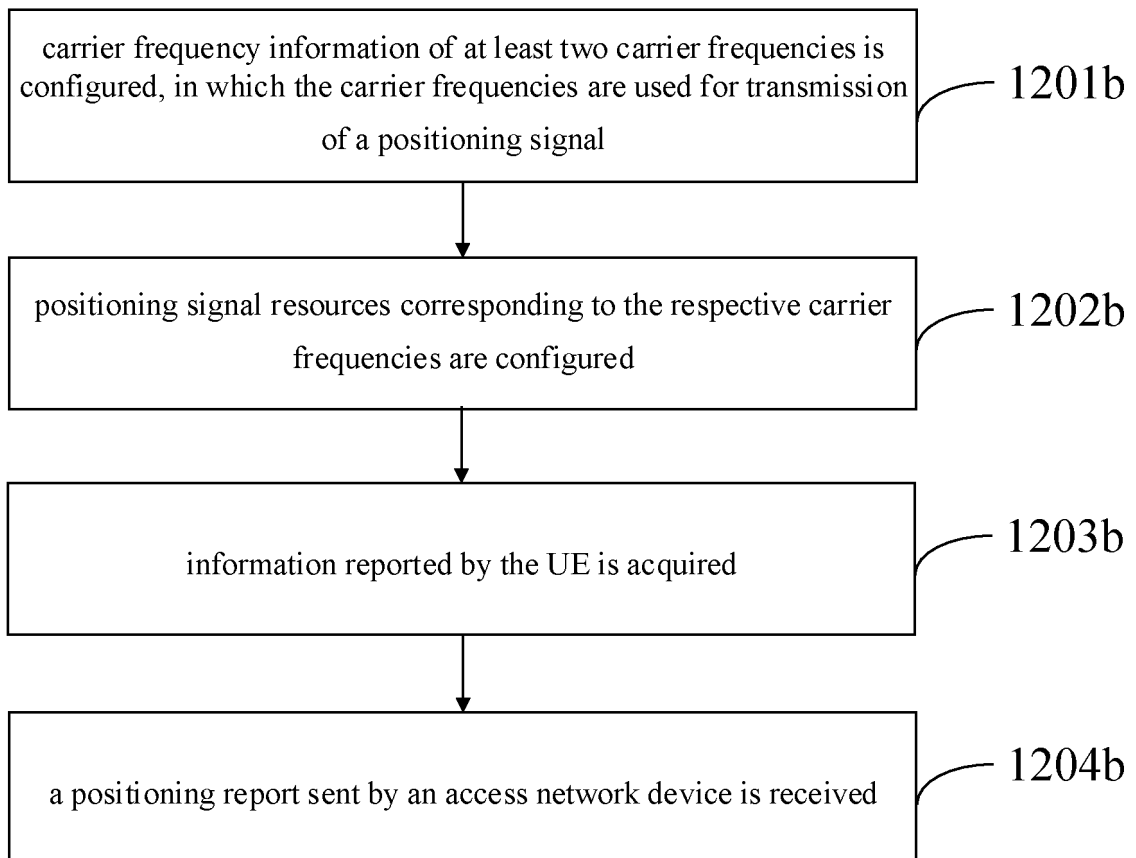 carrier frequency information of at least two carrier frequencies is
configured, in which the carrier frequencies are used for transmission
of a positioning signal
1201b
positioning signal resources corresponding to the respective carrier
frequencies are configured
1202b
information reported by the UE is acquired
1203b
a positioning report sent by an access network device is received
1204b